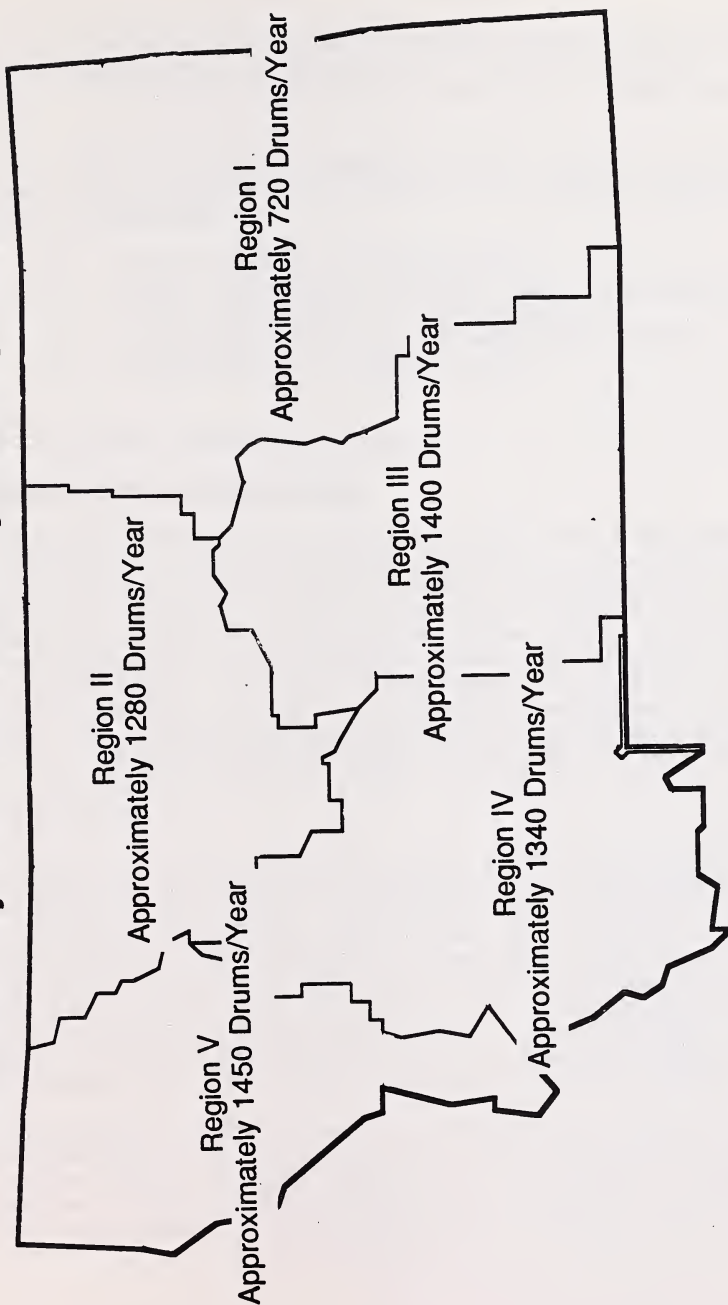 Region I
Approximately 720 Drums/Year
Region II
Approximately 1280 Drums/Year
Region III
Approximately 1400 Drums/Year
Region IV
Approximately 1340 Drums/Year
Region V
Approximately 1450 Drums/Year